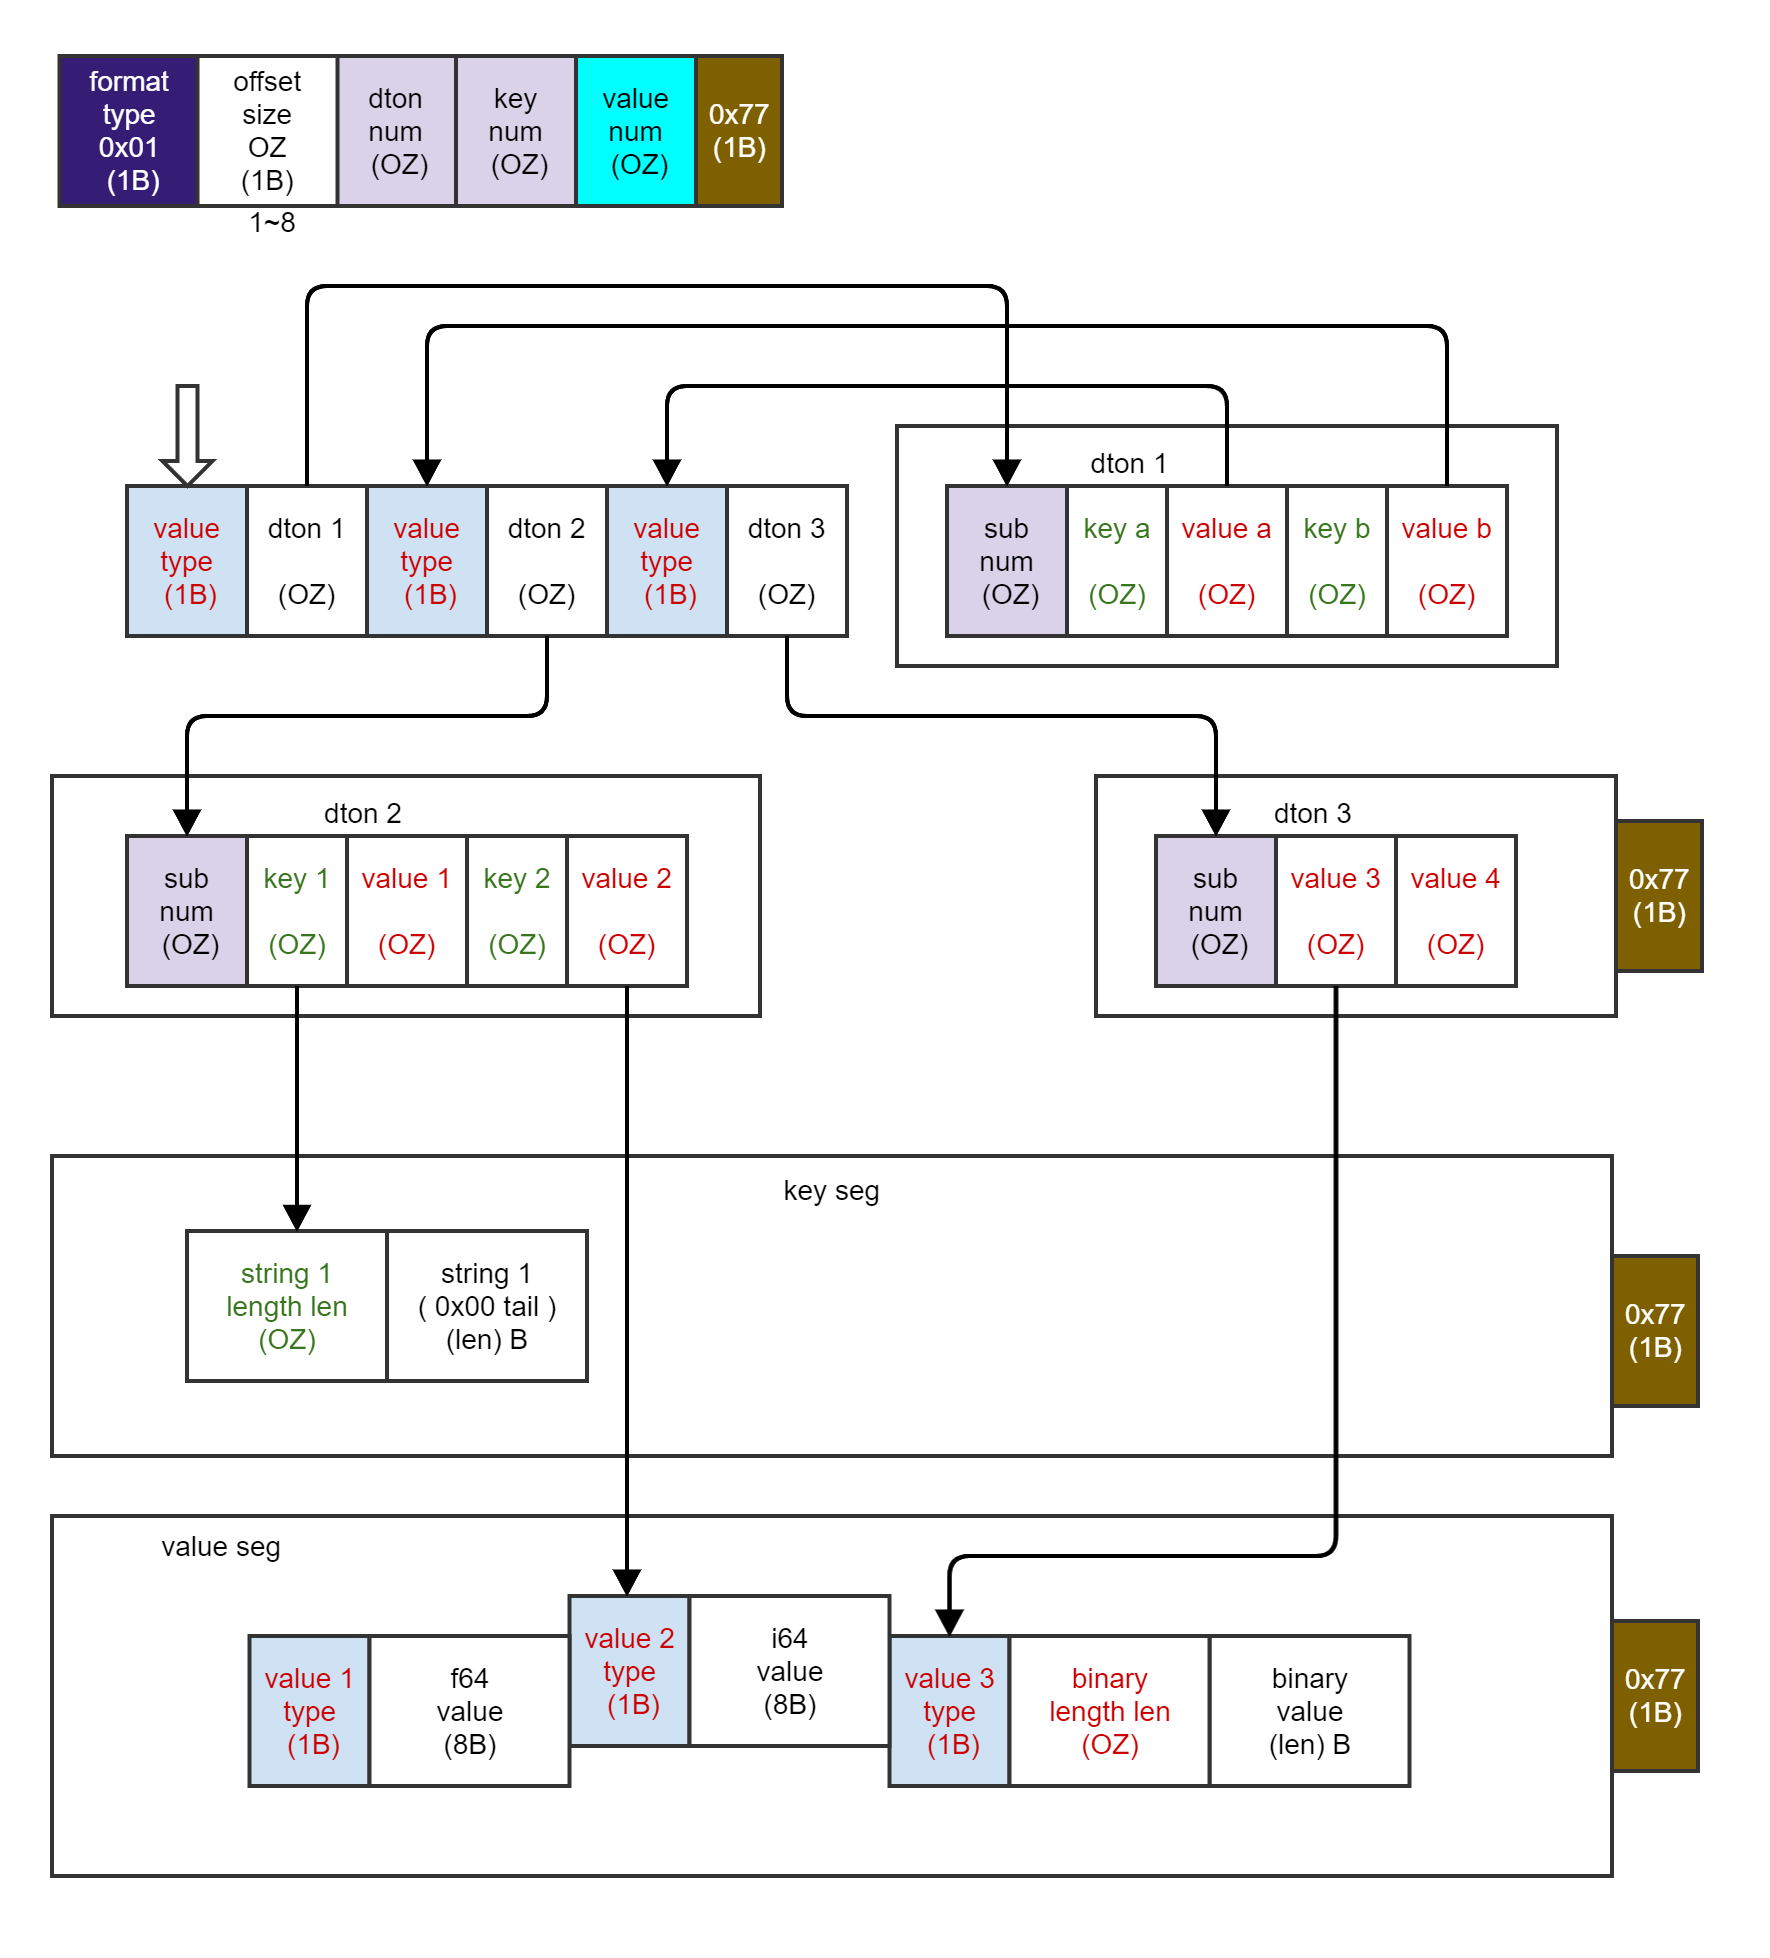 format
type
0x01
(1B)
offset
size
OZ
(1B)
dton
num
(OZ)
key
num
(OZ)
value
num
(OZ)
0x77
(1B)
1~8
dton 1
value
type
(1B)
dton 1
(OZ)
value
type
(1B)
dton 2
(OZ)
value
type
(1B)
dton 3
(OZ)
sub
num
(OZ)
key a
(OZ)
value a
(OZ)
key b
(OZ)
value b
(OZ)
dton 2
sub
num
(OZ)
key 1
(OZ)
value 1
(OZ)
key 2
(OZ)
value 2
(OZ)
dton 3
sub
num
(OZ)
value 3
(OZ)
value 4
(OZ)
0x77
(1B)
key seg
string 1
length len
(OZ)
string 1
( 0x00 tail )
(len) B
0x77
(1B)
value seg
value 1
type
(1B)
f64
value
(8B)
value 2
type
(1B)
i64
value
(8B)
value 3
type
(1B)
binary
length len
(OZ)
binary
value
(len) B
0x77
(1B)